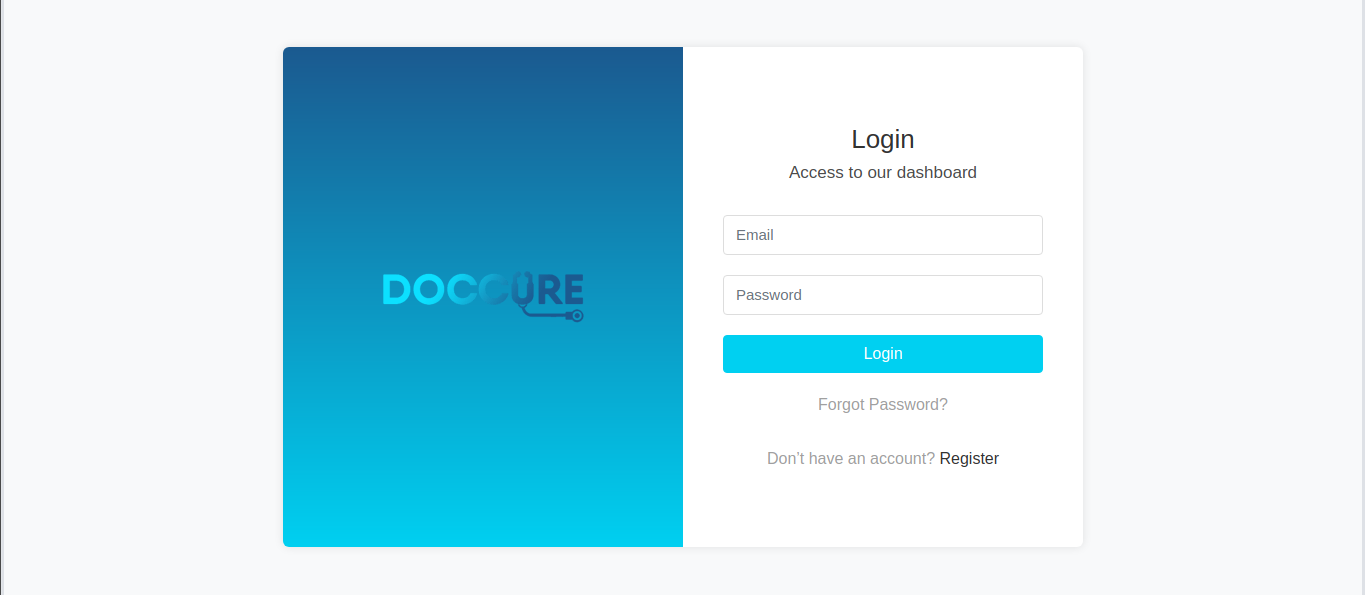 DOCCURE
Login
Access to our dashboard
Email
Password
Login
Forgot Password?
Don't have an account? Register